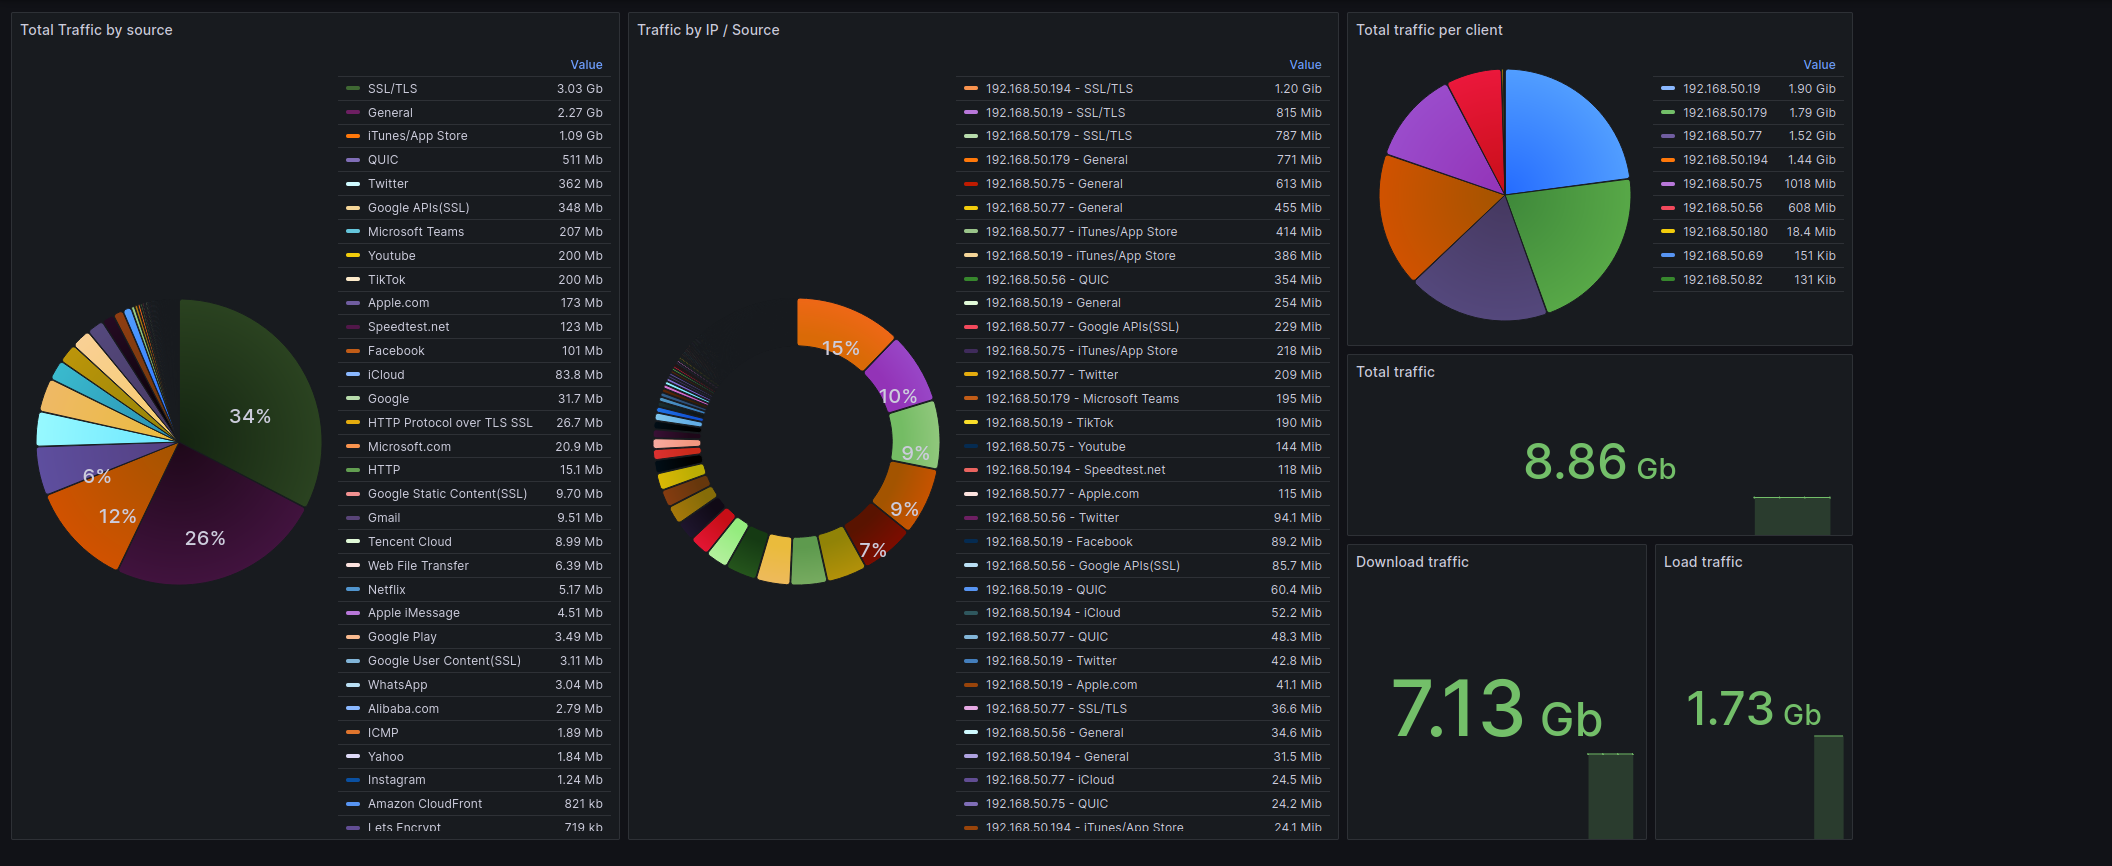 Total Traffic by source
Value
SSL/TLS 3.03 Gb
General 2.27 Gb
iTunes/App Store 1.09 Gb
QUIC 511 Mb
Twitter 362 Mb
Google APIs(SSL) 348 Mb
Microsoft Teams 207 Mb
Youtube 200 Mb
TikTok 200 Mb
Apple.com 173 Mb
Speedtest.net 123 Mb
Facebook 101 Mb
iCloud 83.8 Mb
Google 31.7 Mb
HTTP Protocol over TLS SSL 26.7 Mb
Microsoft.com 20.9 Mb
HTTP 15.1 Mb
Google Static Content(SSL) 9.70 Mb
Gmail 9.51 Mb
Tencent Cloud 8.99 Mb
Web File Transfer 6.39 Mb
Netflix 5.17 Mb
Apple iMessage 4.51 Mb
Google Play 3.49 Mb
Google User Content(SSL) 3.11 Mb
WhatsApp 3.04 Mb
Alibaba.com 2.79 Mb
ICMP 1.89 Mb
Yahoo 1.84 Mb
Instagram 1.24 Mb
Amazon CloudFront 821 kb
Lets Encrypt 719 kb
34%
6%
12%
26%
Traffic by IP / Source
Value
192.168.50.194 - SSL/TLS 1.20 Gib
192.168.50.19 - SSL/TLS 815 Mib
192.168.50.179 - SSL/TLS 787 Mib
192.168.50.179 - General 771 Mib
192.168.50.75 - General 613 Mib
192.168.50.77 - General 455 Mib
192.168.50.77 - iTunes/App Store 414 Mib
192.168.50.19 - iTunes/App Store 386 Mib
192.168.50.56 - QUIC 354 Mib
192.168.50.19 - General 254 Mib
192.168.50.77 - Google APIs(SSL) 229 Mib
192.168.50.75 - iTunes/App Store 218 Mib
192.168.50.77 - Twitter 209 Mib
192.168.50.179 - Microsoft Teams 195 Mib
192.168.50.19 - TikTok 190 Mib
192.168.50.75 - Youtube 144 Mib
192.168.50.194 - Speedtest.net 118 Mib
192.168.50.77 - Apple.com 115 Mib
192.168.50.56 - Twitter 94.1 Mib
192.168.50.19 - Facebook 89.2 Mib
192.168.50.56 - Google APIs(SSL) 85.7 Mib
192.168.50.19 - QUIC 60.4 Mib
192.168.50.194 - iCloud 52.2 Mib
192.168.50.77 - QUIC 48.3 Mib
192.168.50.19 - Twitter 42.8 Mib
192.168.50.19 - Apple.com 41.1 Mib
192.168.50.77 - SSL/TLS 36.6 Mib
192.168.50.56 - General 34.6 Mib
192.168.50.194 - General 31.5 Mib
192.168.50.77 - iCloud 24.5 Mib
192.168.50.75 - QUIC 24.2 Mib
192.168.50.194 - iTunes/App Store 24.1 Mib
15%
10%
9%
9%
7%
Total traffic per client
Value
192.168.50.19 1.90 Gib
192.168.50.179 1.79 Gib
192.168.50.77 1.52 Gib
192.168.50.194 1.44 Gib
192.168.50.75 1018 Mib
192.168.50.56 608 Mib
192.168.50.180 18.4 Mib
192.168.50.69 151 Kib
192.168.50.82 131 Kib
Total traffic
8.86 Gb
Download traffic
7.13 Gb
Load traffic
1.73 Gb